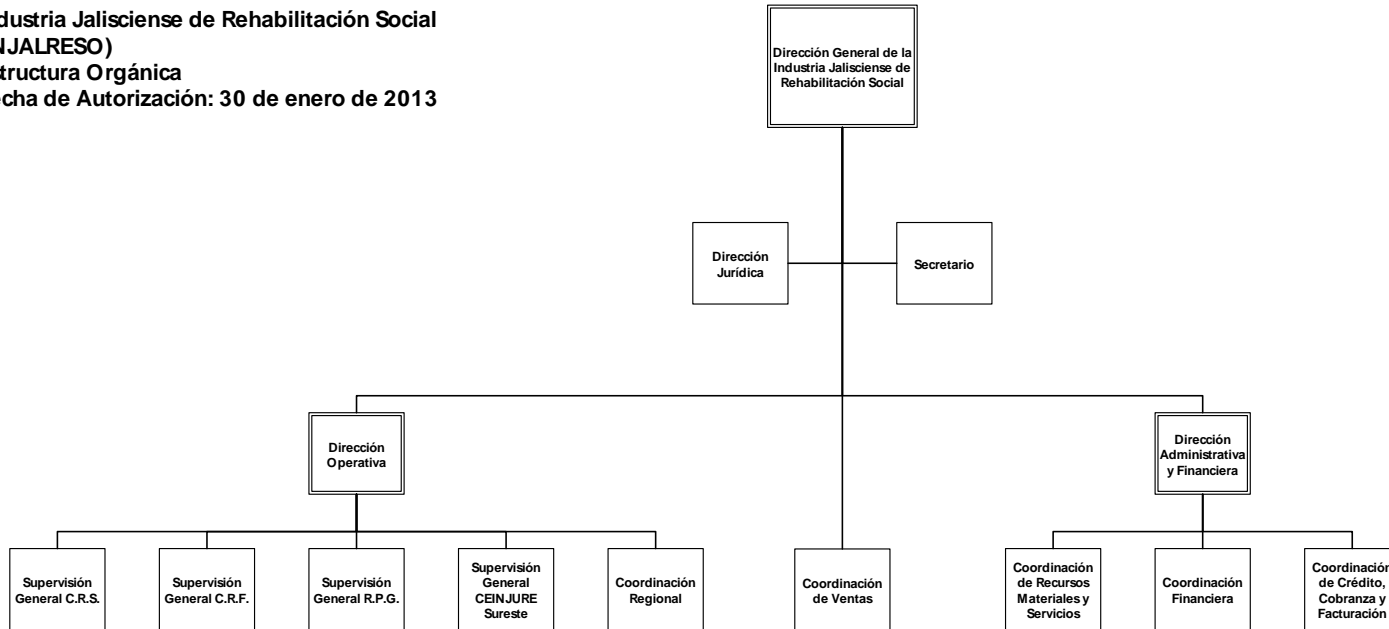 ndustria Jalisciense de Rehabilitación Social
NJALRESO)
structura Orgánica
echa de Autorización: 30 de enero de 2013
Dirección General de la
Industria Jalisciense de
Rehabilitación Social
Dirección
Jurídica
Secretario
Dirección
Operativa
Dirección
Administrativa
y Financiera
Supervisión
General C.R.S.
Supervisión
General C.R.F.
Supervisión
General R.P.G.
Supervisión
General
CEINJURE
Sureste
Coordinación
Regional
Coordinación
de Ventas
Coordinación
de Recursos
Materiales y
Servicios
Coordinación
Financiera
Coordinación
de Crédito,
Cobranza y
Facturación